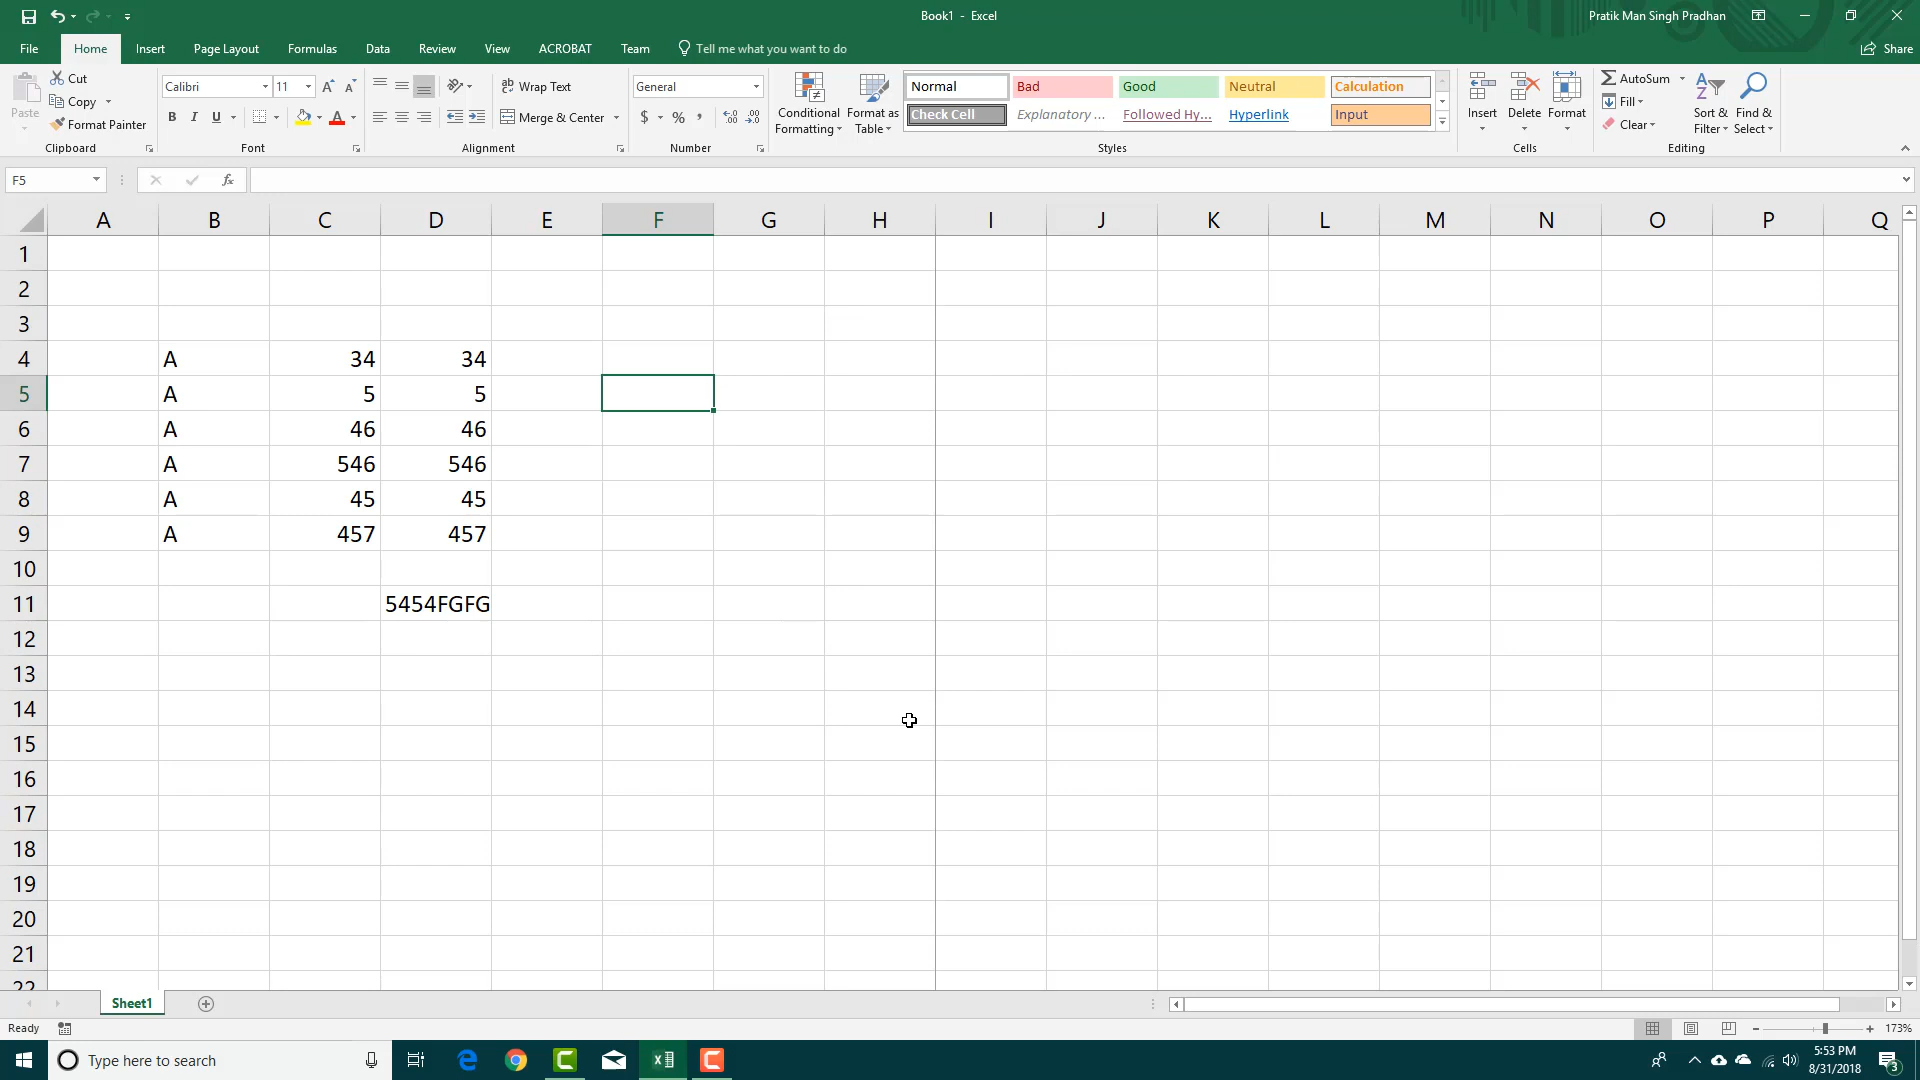 Book1 - Excel
Pratik Man Singh Pradhan
File Home Insert Page Layout Formulas Data Review View ACROBAT Team Tell me what you want to do Share
Paste
Cut
Copy
Format Painter
Clipboard
Calibri 11 A A
B I U A
Font
ab
Wrap Text
Merge & Center
Alignment
General
$ % , .0 .00
Number
Conditional Formatting
Format as Table
Normal Bad Good Neutral Calculation
Check Cell Explanatory ... Followed Hy... Hyperlink Input
Styles
Insert Delete Format
Cells
AutoSum
Fill
Clear
Sort & Filter
Find & Select
Editing
F5 fx
A B C D E F G H I J K L M N O P Q
1
2
3
4 A 34 34
5 A 5 5
6 A 46 46
7 A 546 546
8 A 45 45
9 A 457 457
10
11 5454FGFG
12
13
14
15
16
17
18
19
20
21
22
Sheet1
Ready
173%
Type here to search
5:53 PM
8/31/2018
3